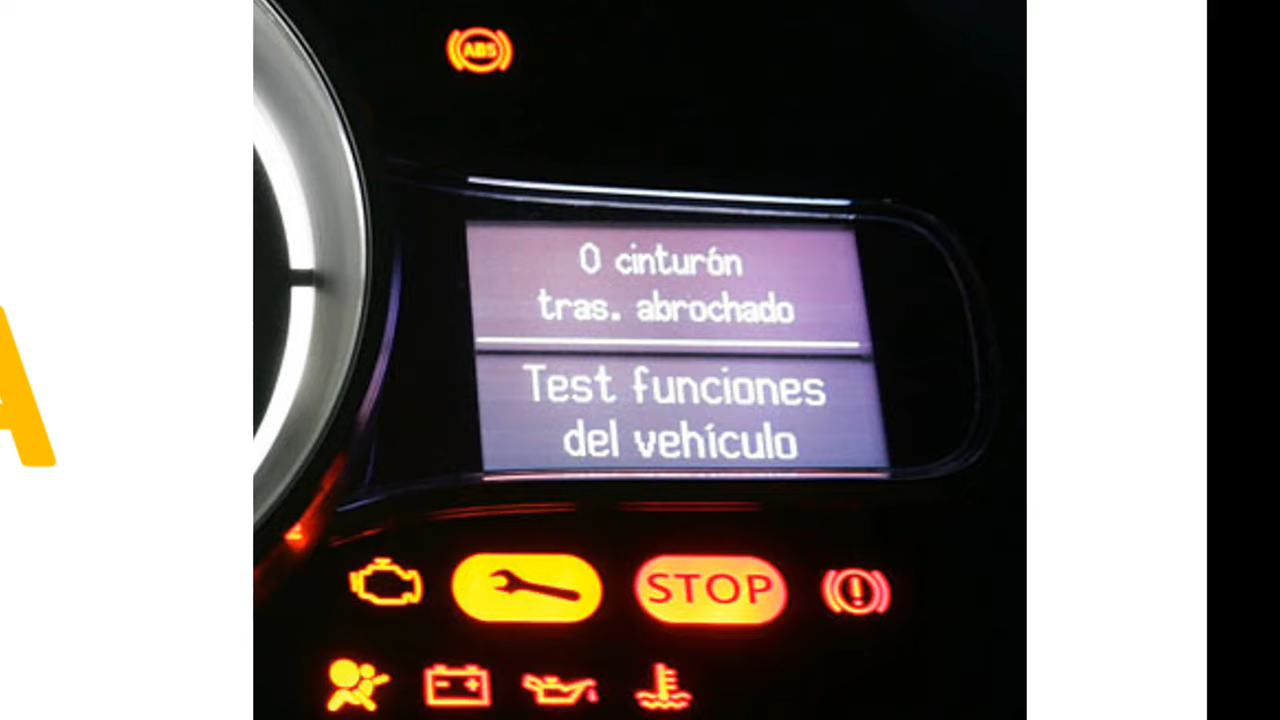 ABS
0 cinturón
tras. abrochado
Test funciones
del vehículo
STOP
A